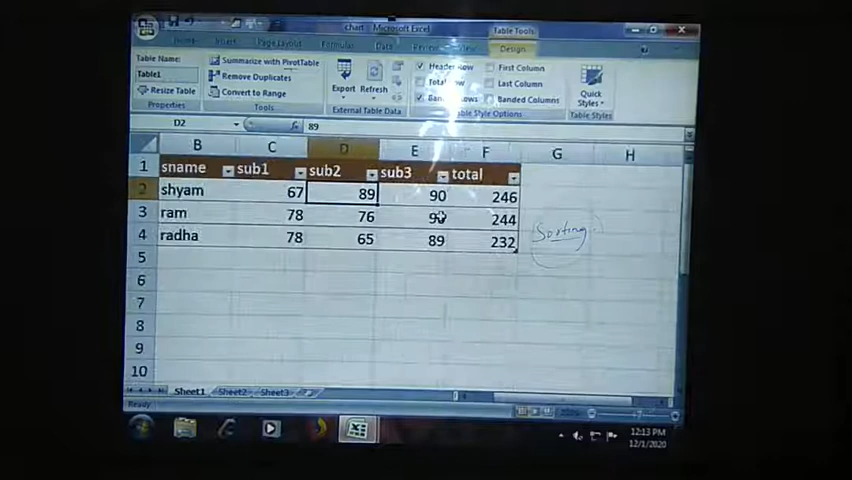 chart - Microsoft Excel Table Tools
Home Insert Page Layout Formulas Data Review View Design
Table Name:
Table1
Resize Table
Properties
Summarize with PivotTable
Remove Duplicates
Convert to Range
Tools
Export Refresh
External Table Data
Header Row
Total Row
First Column
Last Column
Banded Columns
Table Style Options
Quick Styles
Table Styles
D2 fx 89
B C D E F G H
1 sname sub1 sub2 sub3 total
2 shyam 67 89 90 246
3 ram 78 76 244
4 radha 78 65 89 232
Sorting
5
6
7
8
9
10
Sheet1 Sheet2 Sheet3
Ready
12:13 PM
12/1/2020